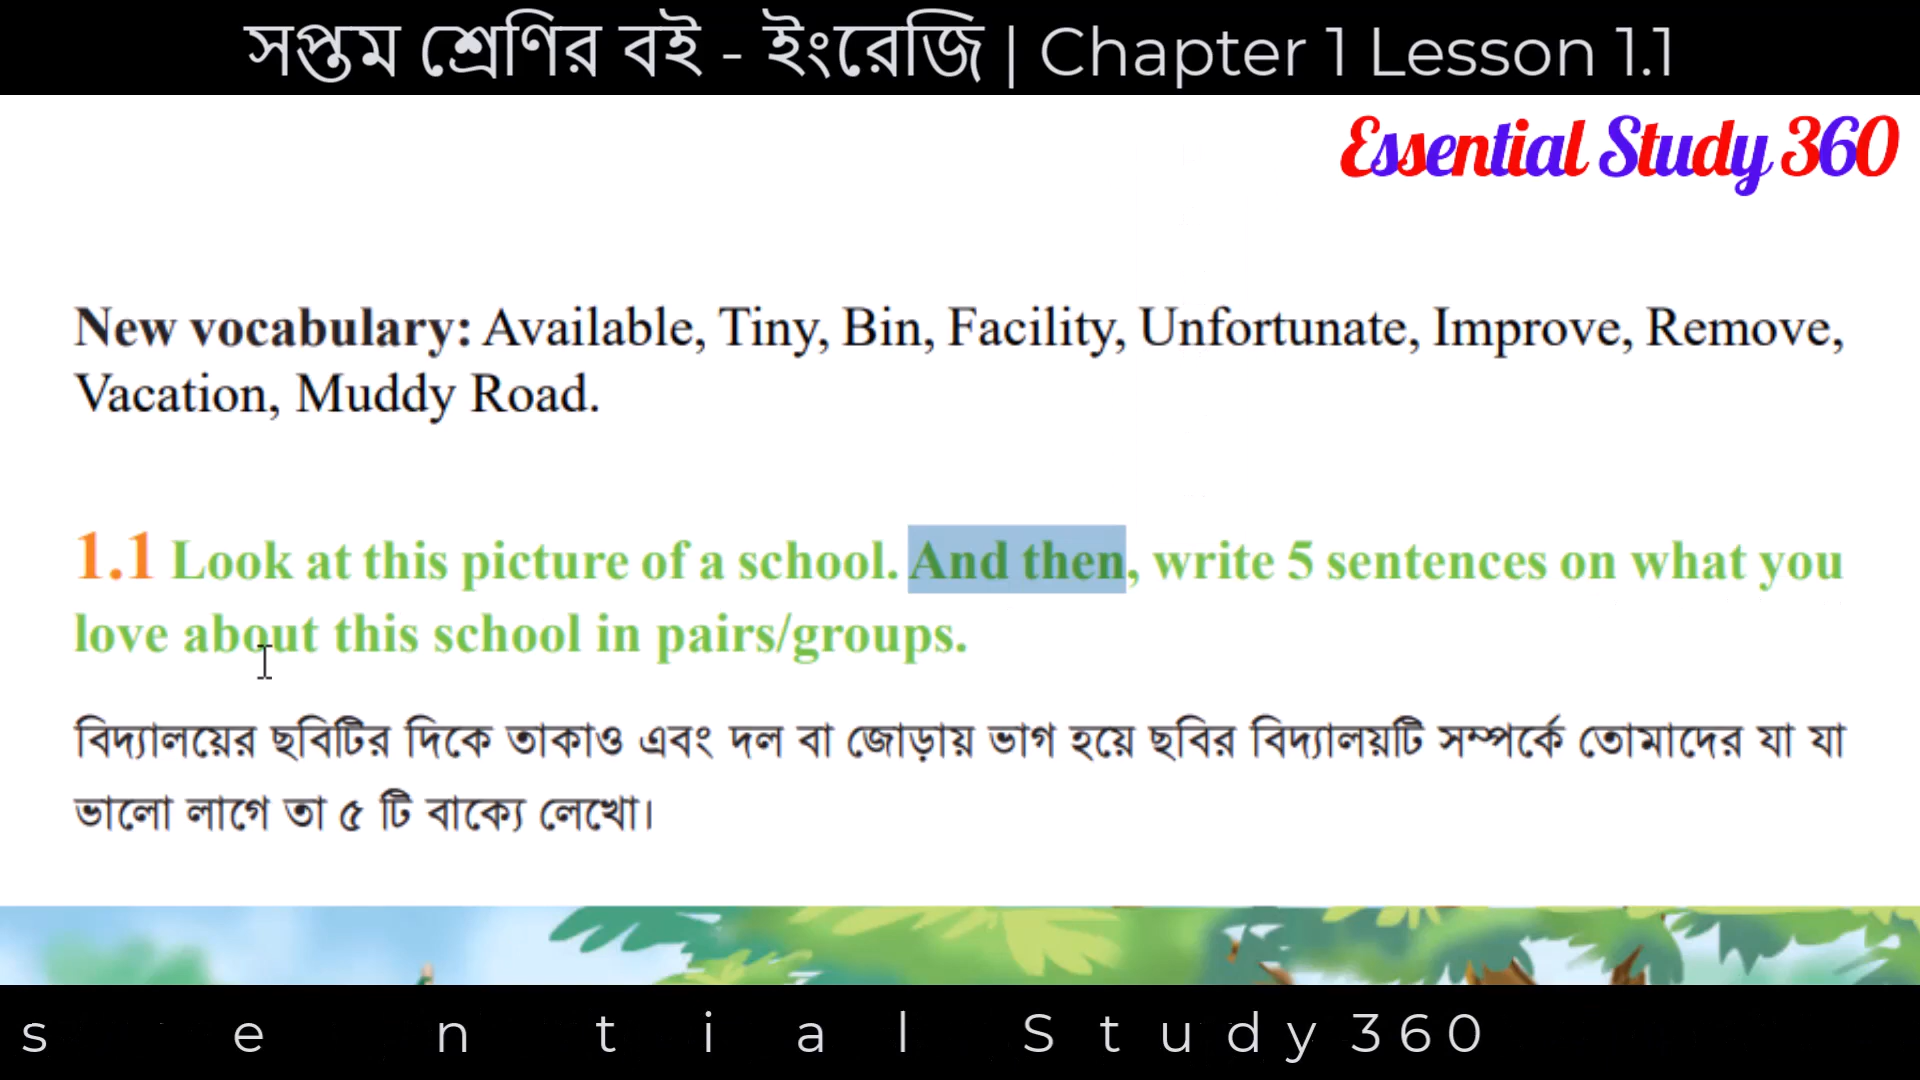 সপ্তম শ্রেণির বই - ইংরেজি | Chapter 1 Lesson 1.1
Essential Study 360
New vocabulary: Available, Tiny, Bin, Facility, Unfortunate, Improve, Remove,
Vacation, Muddy Road.
1.1 Look at this picture of a school. And then, write 5 sentences on what you
love about this school in pairs/groups.
বিদ্যালয়ের ছবিটির দিকে তাকাও এবং দল বা জোড়ায় ভাগ হয়ে ছবির বিদ্যালয়টি সম্পর্কে তোমাদের যা যা
ভালো লাগে তা ৫ টি বাক্যে লেখো।
s e n t i a l S t u d y 3 6 0